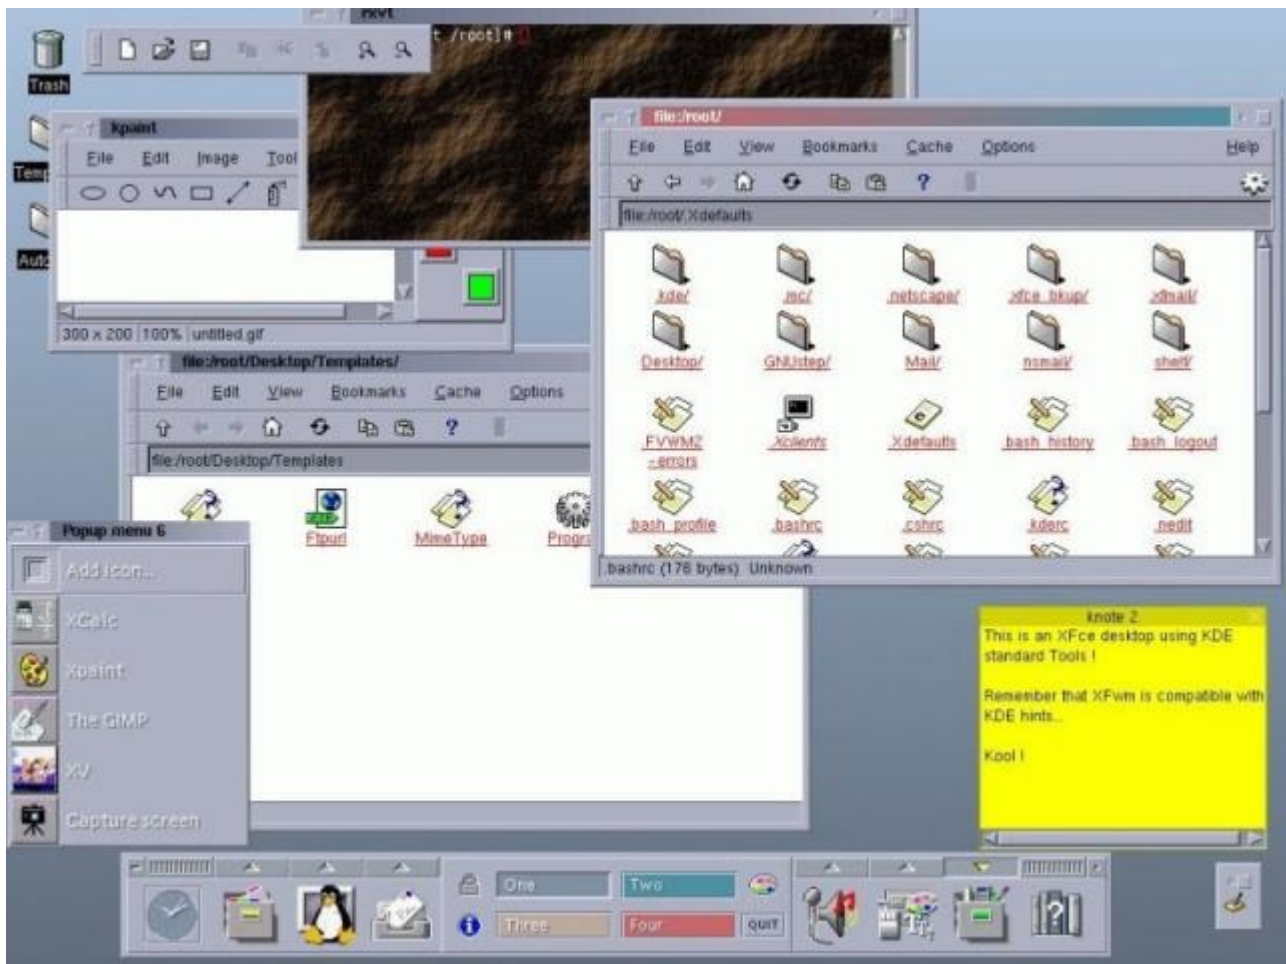 rxvt
t /root]#
Trash
kpaint
File Edit Image Tool
300 x 200 100% untitled.gif
file:/root/
File Edit View Bookmarks Cache Options Help
file:/root/.Xdefaults
.kde/ .mc/ .netscape/ .xfce_bkup/ .xfmail/
Desktop/ GNUstep/ Mail/ nsmail/ shelf/
.FVWM2 .Xclients .Xdefaults .bash_history .bash_logout
-errors
.bash_profile .bashrc .cshrc .kderc .nedit
.bashrc (176 bytes) Unknown
file:/root/Desktop/Templates/
File Edit View Bookmarks Cache Options
file:/root/Desktop/Templates
Ftpurl MimeType Progra
Popup menu 6
Add icon...
XCalc
Xpaint
The GIMP
XV
Capture screen
knote 2
This is an XFce desktop using KDE
standard Tools !
Remember that XFwm is compatible with
KDE hints...
Kool !
One Two
Three Four QUIT